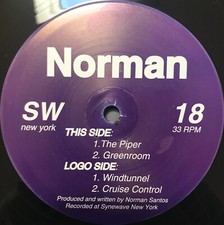 Norman
SW 18
new york 33 RPM
THIS SIDE:
1.The Piper
2. Greenroom
LOGO SIDE:
1. Windtunnel
2. Cruise Control
Produced and written by Norman Santos
Recorded at Synewave New York